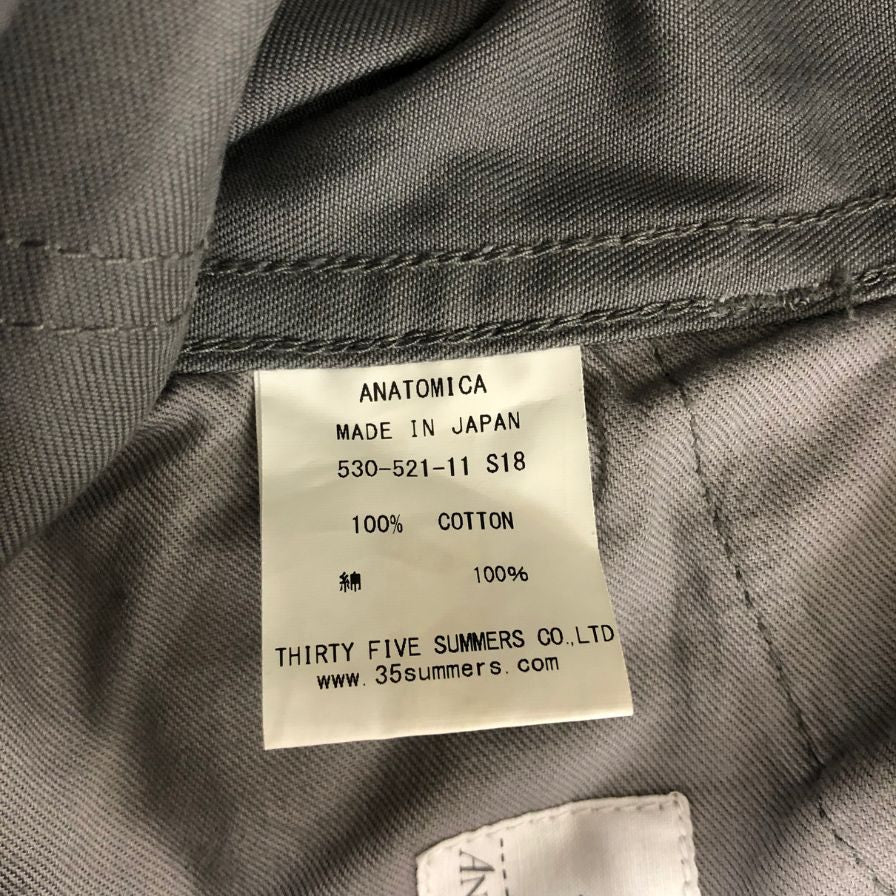 ANATOMICA
MADE IN JAPAN
530-521-11 S18
100% COTTON
綿 100%
THIRTY FIVE SUMMERS CO.,LTD
www.35summers.com
AN